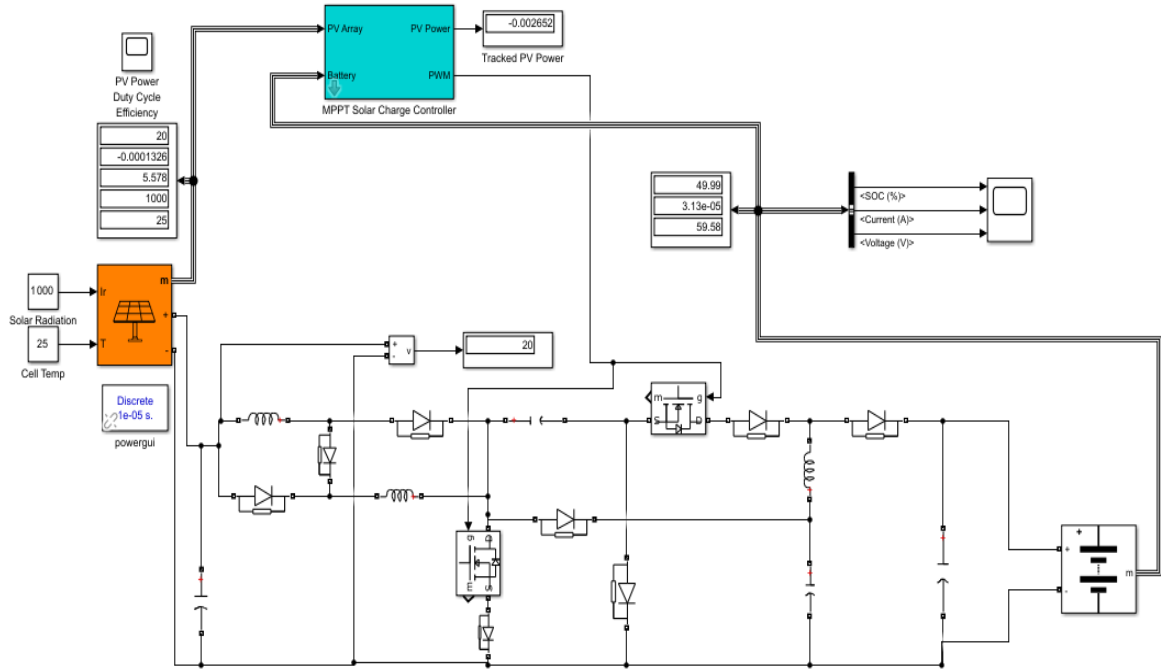 PV Array
PV Power
Battery
PWM
MPPT Solar Charge Controller
-0.002652
Tracked PV Power
PV Power
Duty Cycle
Efficiency
20
-0.0001326
5.578
1000
25
49.99
3.13e-05
59.58
<SOC (%)>
<Current (A)>
<Voltage (V)>
1000
Solar Radiation
25
Cell Temp
Ir
T
m
+
-
Discrete
1e-05 s.
powergui
+
-
v
20
m
g
S
D
g
D
m
S
+
+
-
m